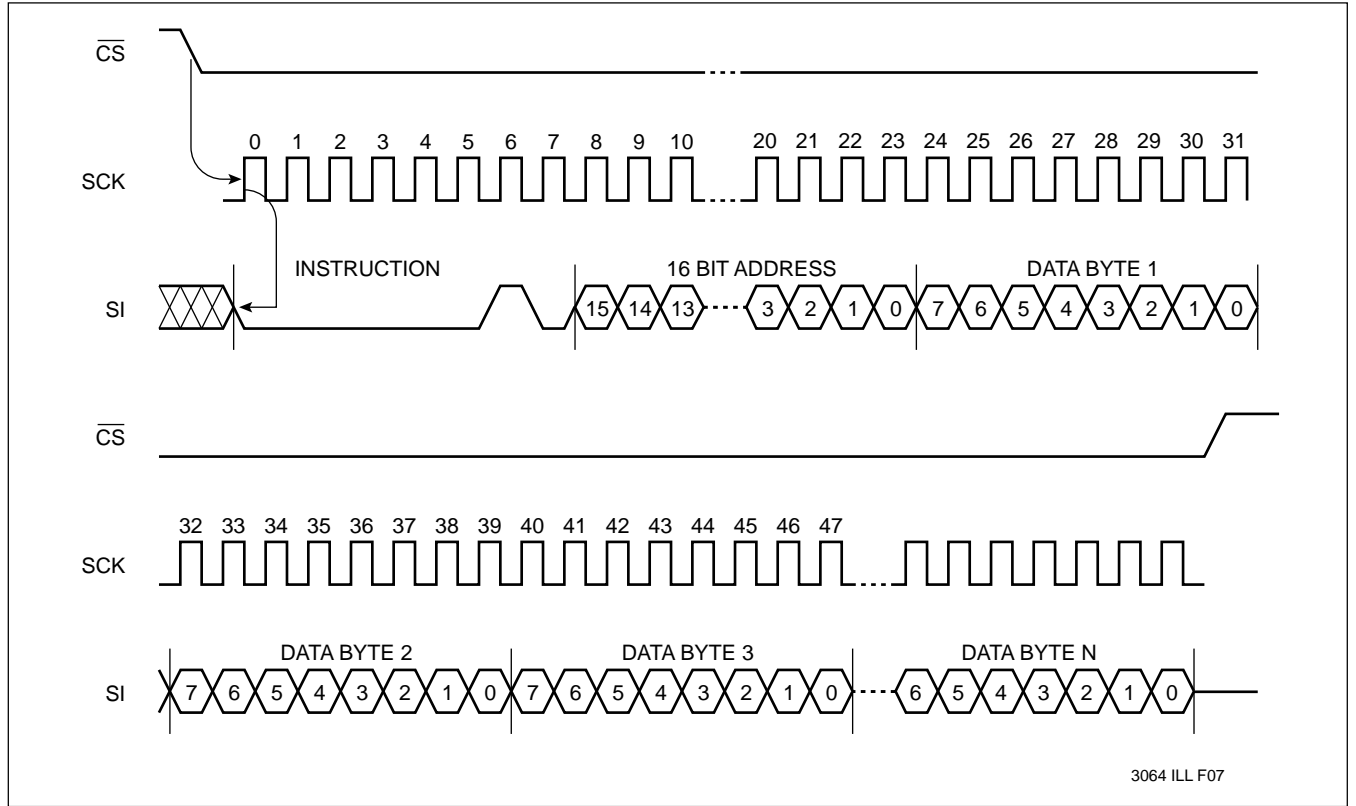 CS
0 1 2 3 4 5 6 7 8 9 10 20 21 22 23 24 25 26 27 28 29 30 31
SCK
INSTRUCTION 16 BIT ADDRESS DATA BYTE 1
SI 15 14 13 3 2 1 0 7 6 5 4 3 2 1 0
CS
32 33 34 35 36 37 38 39 40 41 42 43 44 45 46 47
SCK
DATA BYTE 2 DATA BYTE 3 DATA BYTE N
SI 7 6 5 4 3 2 1 0 7 6 5 4 3 2 1 0 6 5 4 3 2 1 0
3064 ILL F07